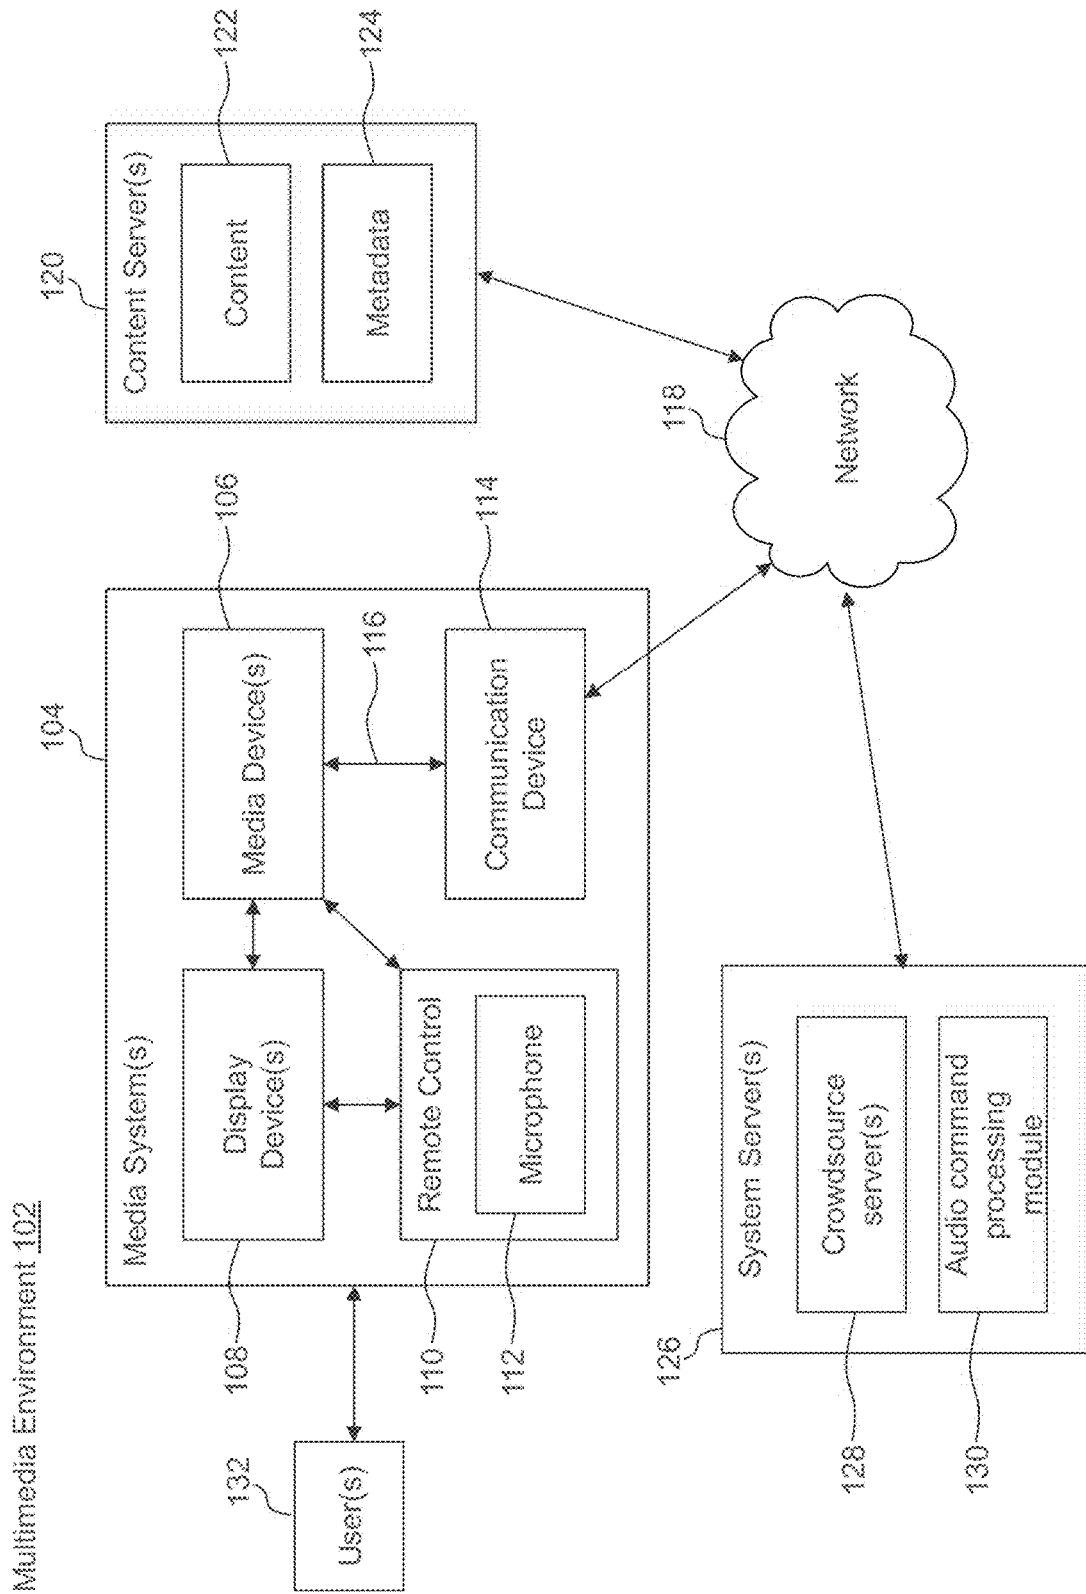 Multimedia Environment 102
104
Media System(s)
Display
Device(s)
108
Media Device(s)
106
116
Remote Control
110
Microphone
112
Communication
Device
114
User(s)
132
120
Content Server(s)
Content
122
Metadata
124
118
Network
System Server(s)
126
Crowdsource
server(s)
128
Audio command
processing
module
130